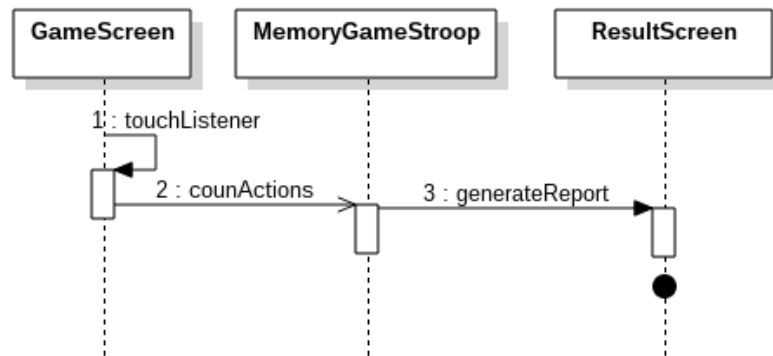 GameScreen
MemoryGameStroop
ResultScreen
1 : touchListener
2 : counActions
3 : generateReport